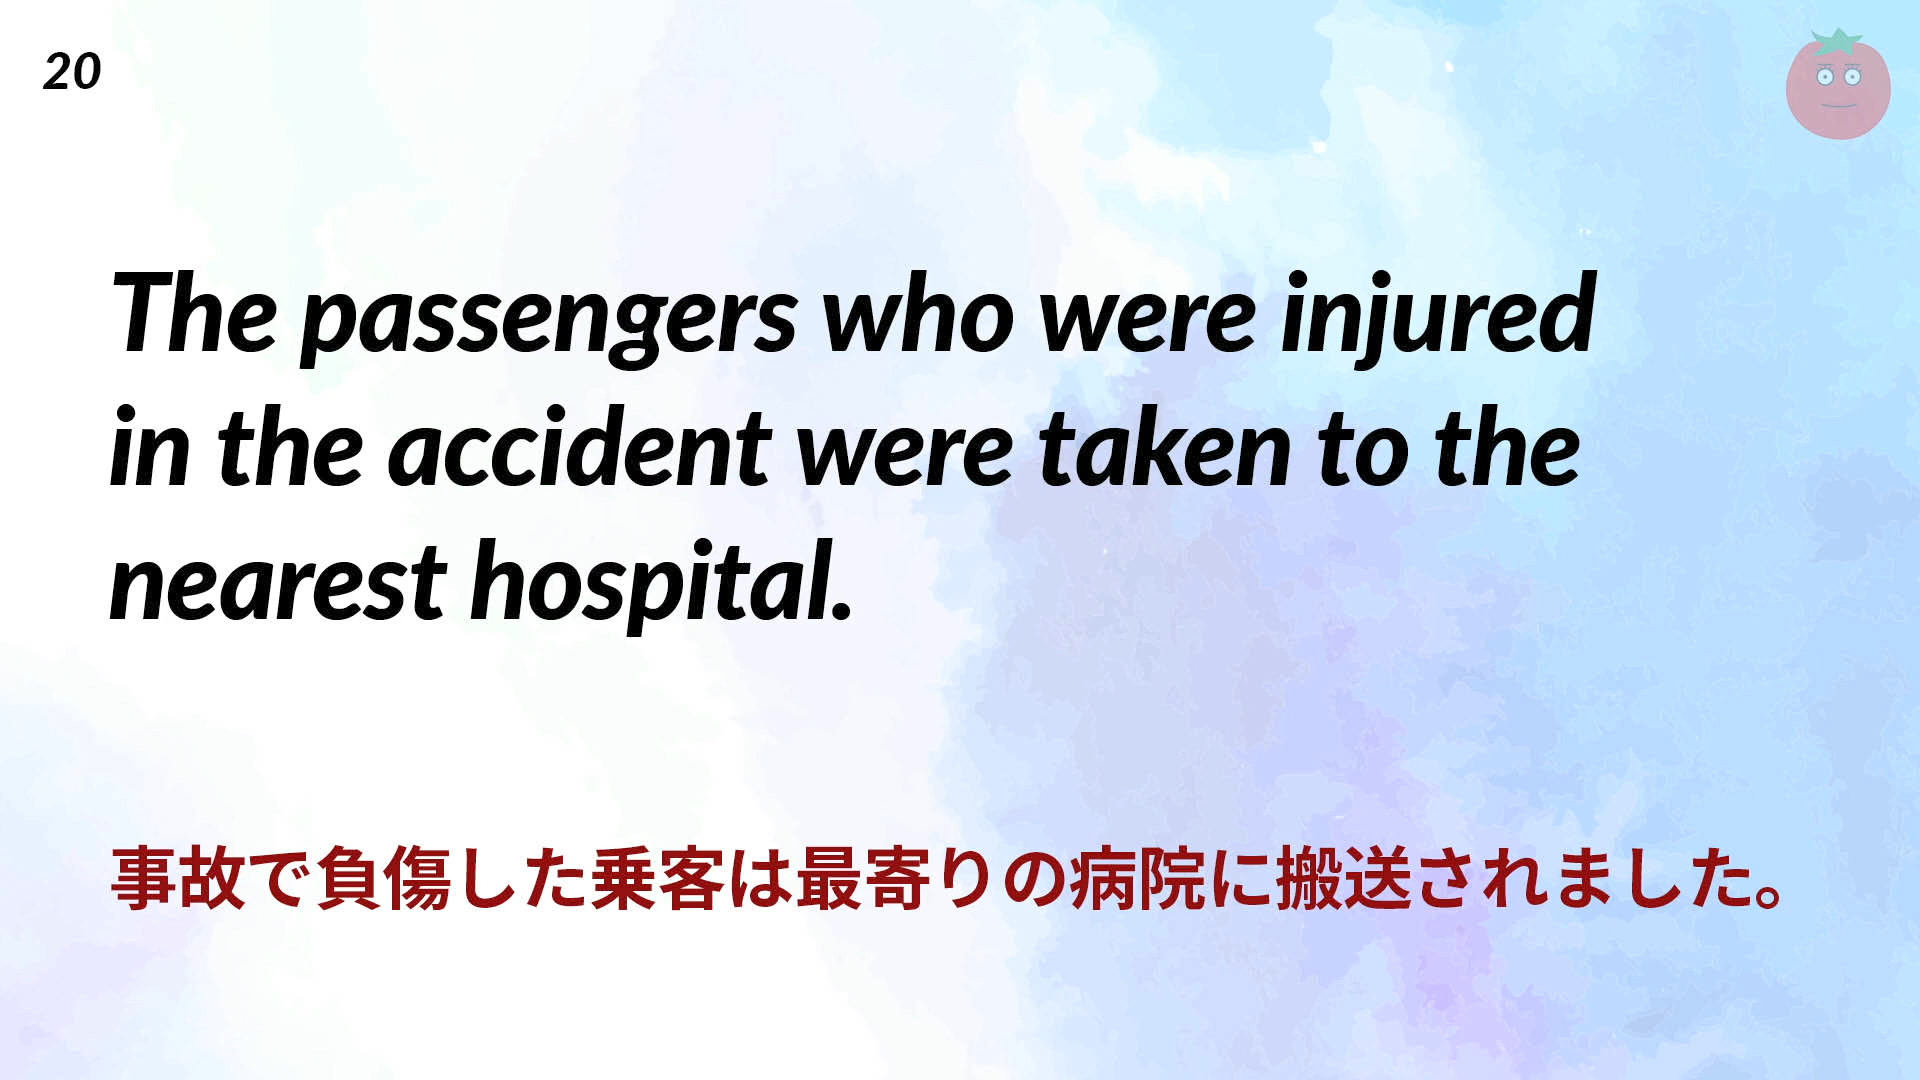 20
The passengers who were injured
in the accident were taken to the
nearest hospital.
事故で負傷した乗客は最寄りの病院に搬送されました。